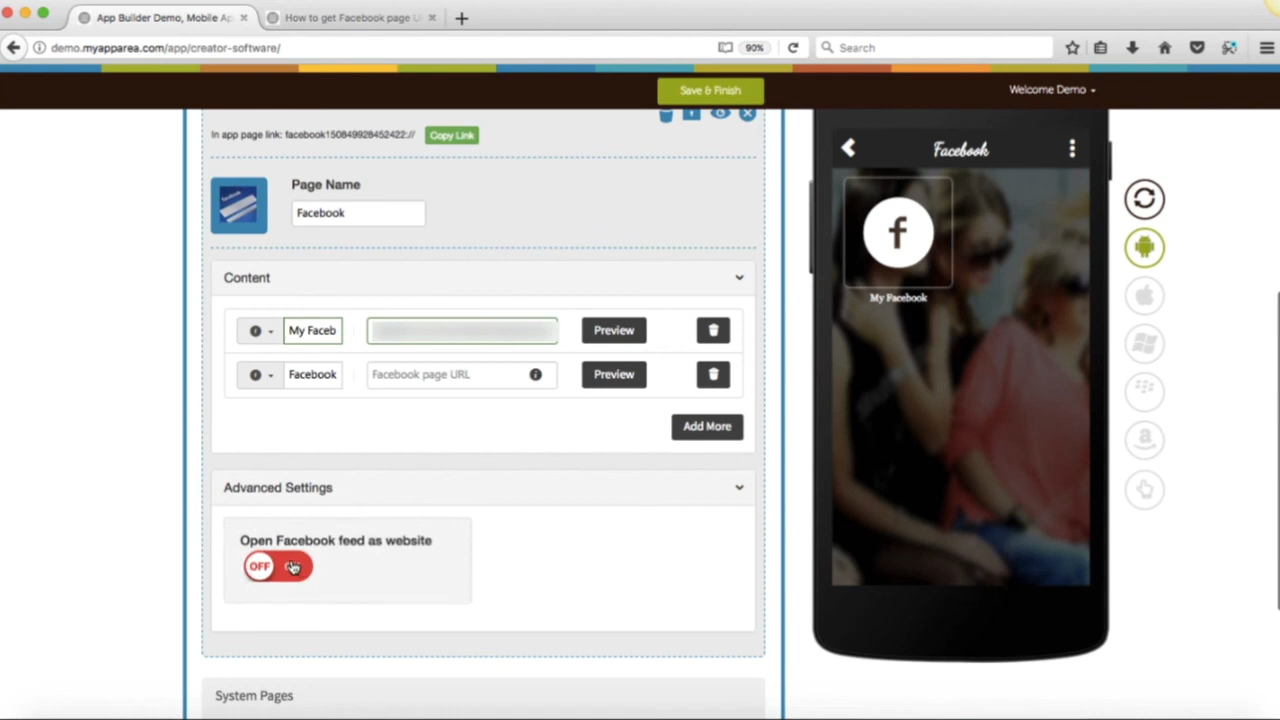 App Builder Demo, Mobile Ap
How to get Facebook page U
demo.myapparea.com/app/creator-software/
90%
Search
Save & Finish
Welcome Demo
In app page link: facebook150849928452422://
Copy Link
Page Name
Facebook
Content
My Faceb
Preview
Facebook
Facebook page URL
Preview
Add More
Advanced Settings
Open Facebook feed as website
OFF
System Pages
Facebook
My Facebook